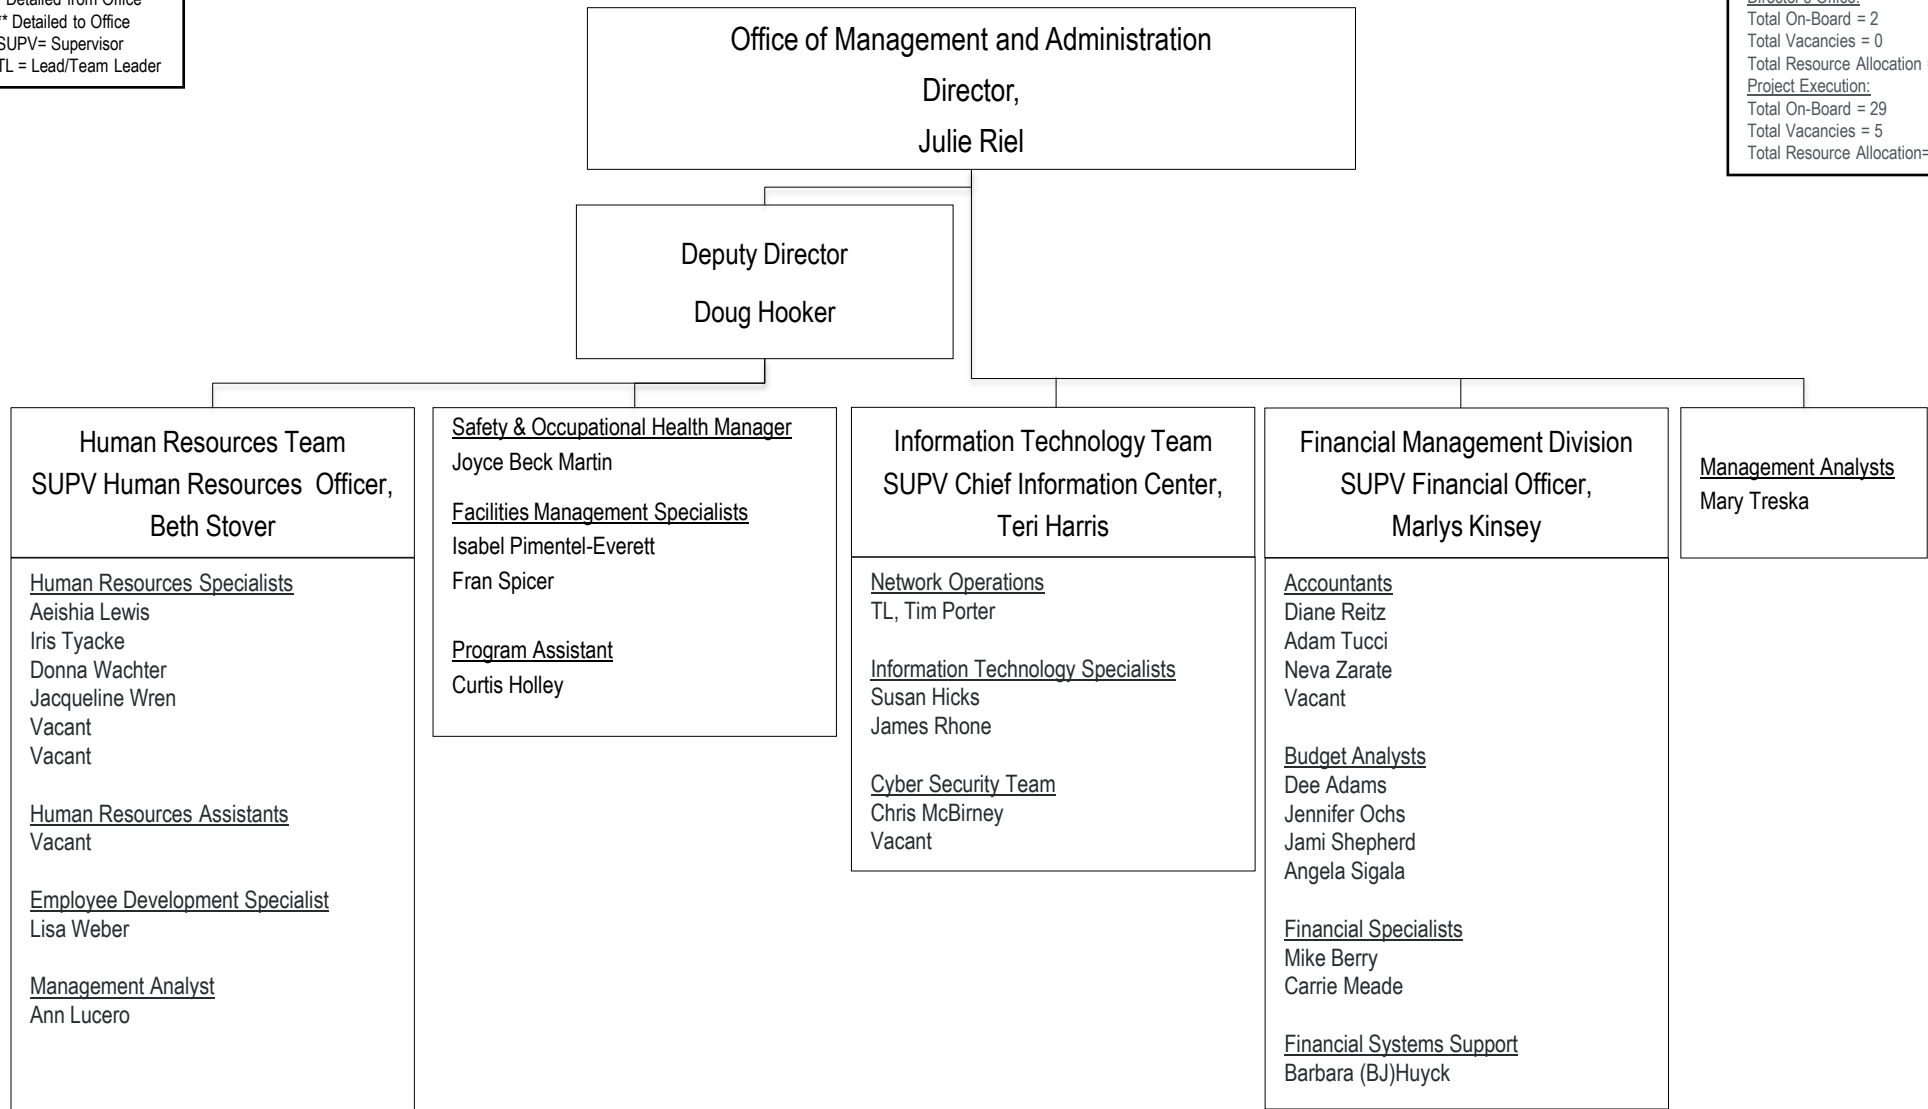 Detailed from Office
** Detailed to Office
SUPV= Supervisor
TL = Lead/Team Leader
Office of Management and Administration
Director,
Julie Riel
Director's Office:
Total On-Board = 2
Total Vacancies = 0
Total Resource Allocation =
Project Execution:
Total On-Board = 29
Total Vacancies = 5
Total Resource Allocation=
Deputy Director
Doug Hooker
Human Resources Team
SUPV Human Resources Officer,
Beth Stover
Human Resources Specialists
Aeishia Lewis
Iris Tyacke
Donna Wachter
Jacqueline Wren
Vacant
Vacant
Human Resources Assistants
Vacant
Employee Development Specialist
Lisa Weber
Management Analyst
Ann Lucero
Safety & Occupational Health Manager
Joyce Beck Martin
Facilities Management Specialists
Isabel Pimentel-Everett
Fran Spicer
Program Assistant
Curtis Holley
Information Technology Team
SUPV Chief Information Center,
Teri Harris
Network Operations
TL, Tim Porter
Information Technology Specialists
Susan Hicks
James Rhone
Cyber Security Team
Chris McBirney
Vacant
Financial Management Division
SUPV Financial Officer,
Marlys Kinsey
Accountants
Diane Reitz
Adam Tucci
Neva Zarate
Vacant
Budget Analysts
Dee Adams
Jennifer Ochs
Jami Shepherd
Angela Sigala
Financial Specialists
Mike Berry
Carrie Meade
Financial Systems Support
Barbara (BJ)Huyck
Management Analysts
Mary Treska